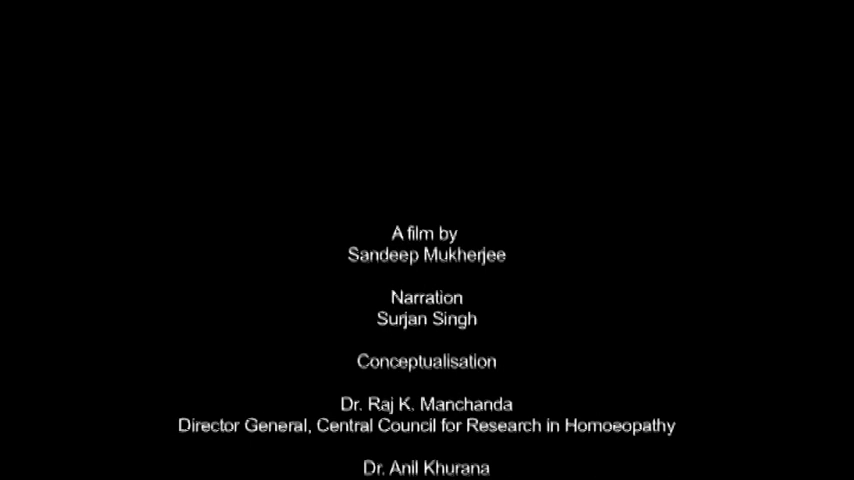 A film by
Sandeep Mukherjee
Narration
Surjan Singh
Conceptualisation
Dr. Raj K. Manchanda
Director General, Central Council for Research in Homoeopathy
Dr. Anil Khurana